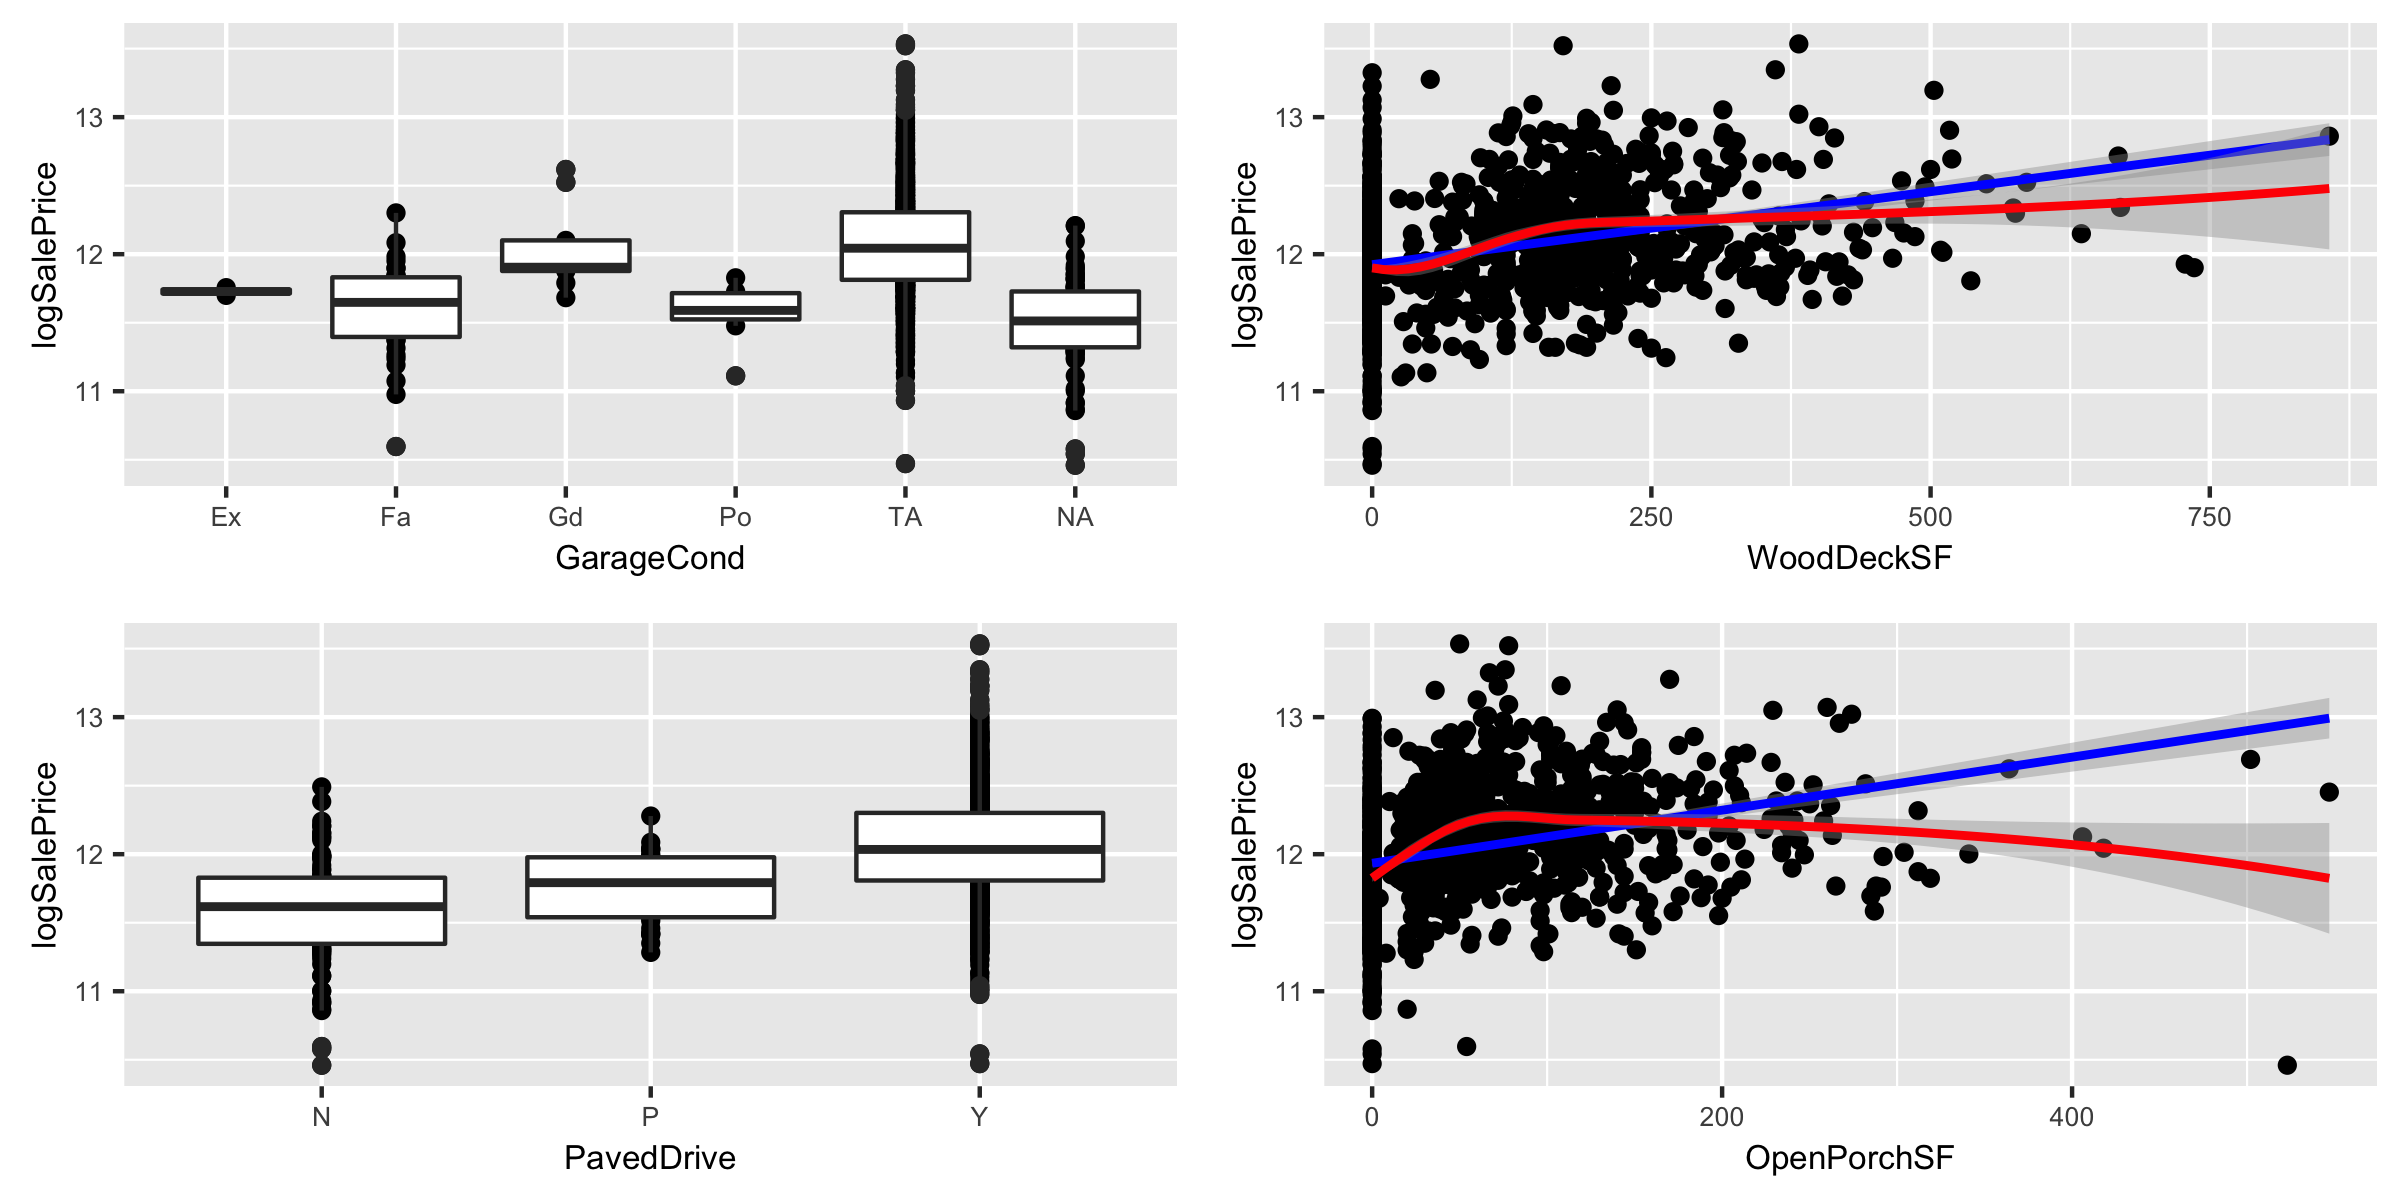 logSalePrice
13
12
11
Ex Fa Gd Po TA NA
GarageCond
logSalePrice
13
12
11
0 250 500 750
WoodDeckSF
logSalePrice
13
12
11
N P Y
PavedDrive
logSalePrice
13
12
11
0 200 400
OpenPorchSF